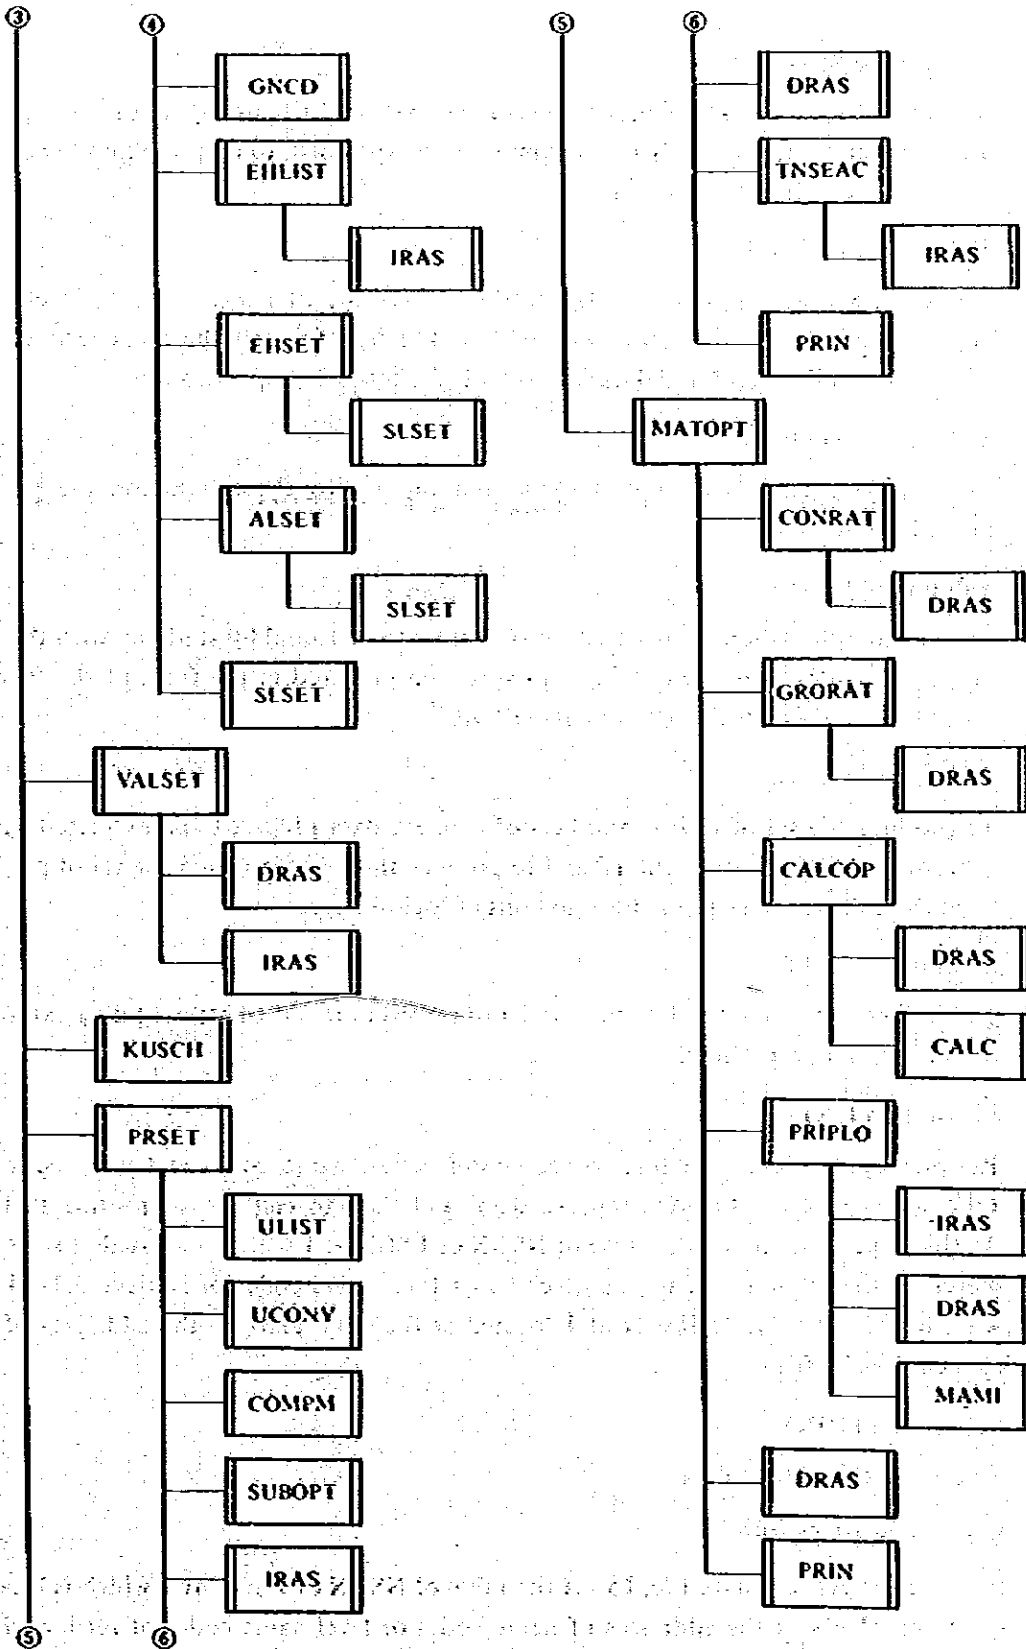 ③
④
GNCD
EHLIST
IRAS
EHSET
SLSET
ALSET
SLSET
SLSET
VALSET
DRAS
IRAS
KUSCH
PRSET
ULIST
UCONV
COMPM
SUBOPT
IRAS
⑤
⑥
⑤
⑥
DRAS
TNSEAC
IRAS
PRIN
MATOPT
CONRAT
DRAS
GRORAT
DRAS
CALCOP
DRAS
CALC
PRIPLO
IRAS
DRAS
MAMI
DRAS
PRIN